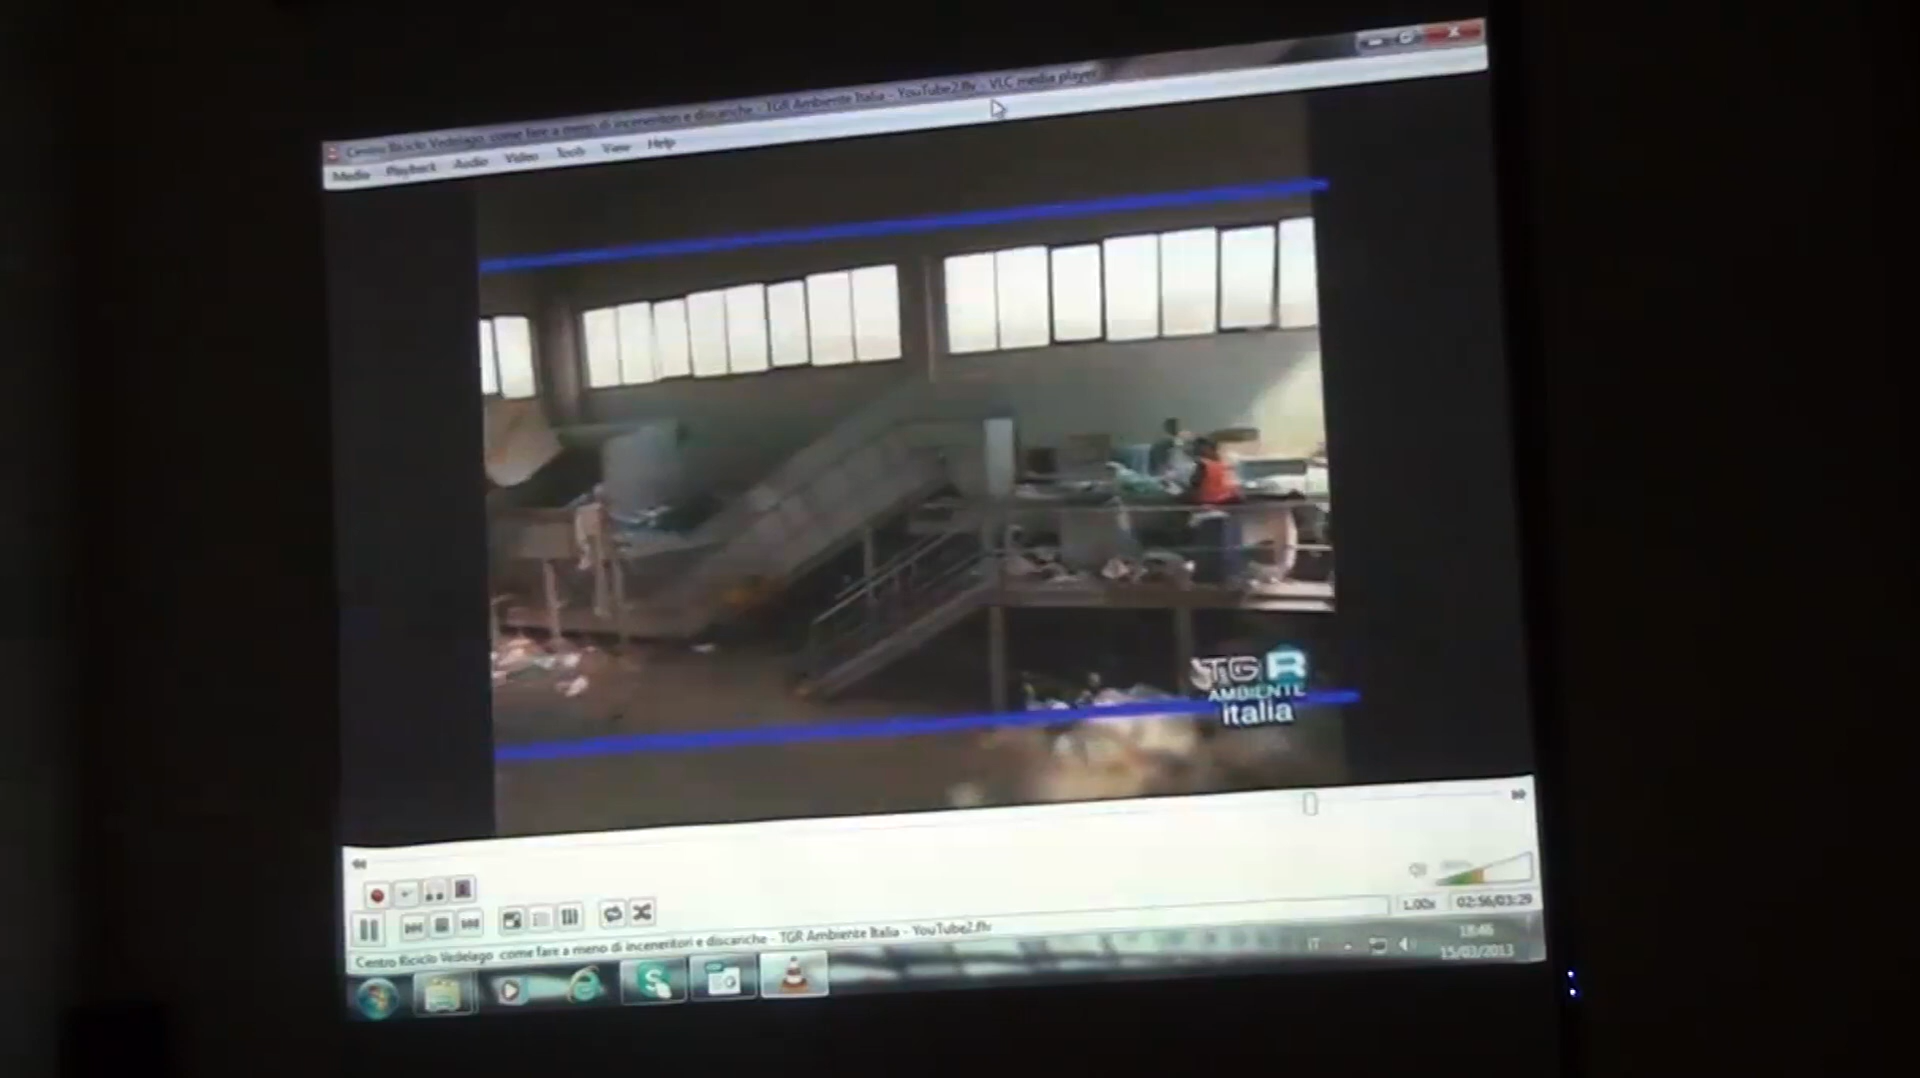 Centro Riciclo Vedelago come fare a meno di inceneritori e discariche - TGR Ambiente Italia - YouTube2.flv - VLC media player
Media Playback Audio Video Tools View Help
TGR
AMBIENTE
italia
1.00x 02:56/03:29
Centro Riciclo Vedelago come fare a meno di inceneritori e discariche - TGR Ambiente Italia - YouTube2.flv
IT 18:46
15/03/2013